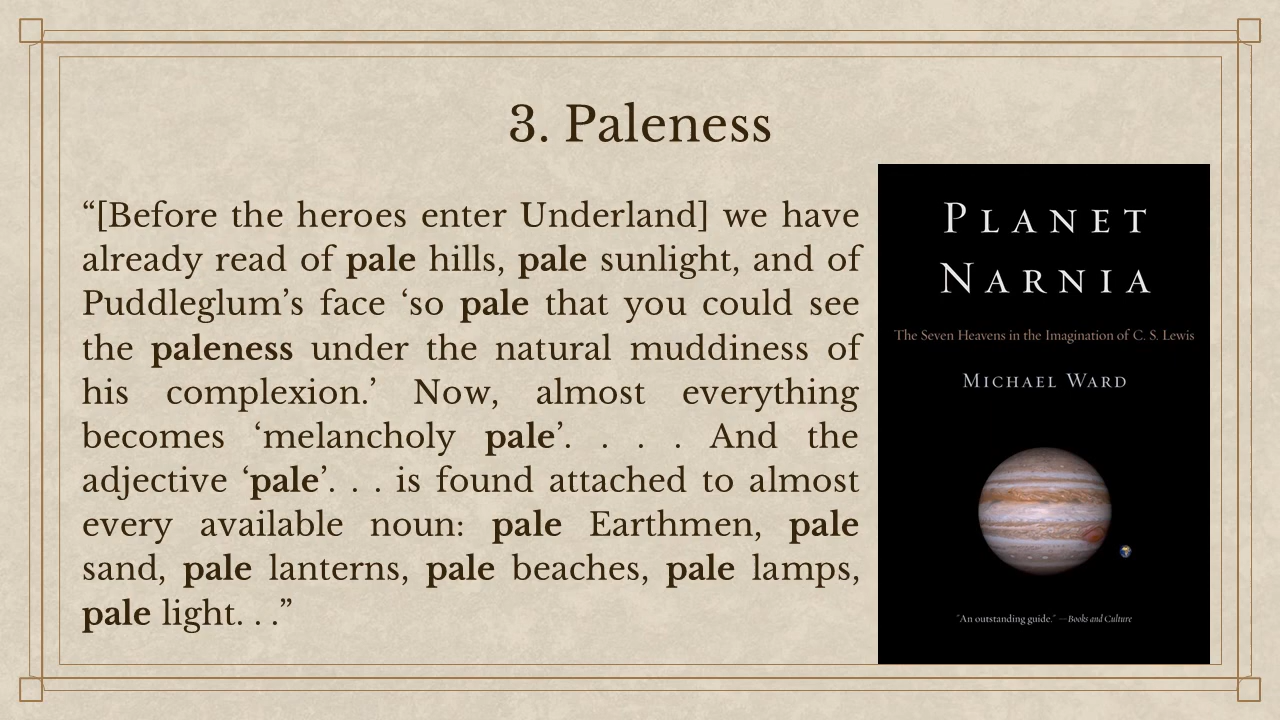 3. Paleness
“[Before the heroes enter Underland] we have
already read of pale hills, pale sunlight, and of
Puddleglum’s face ‘so pale that you could see
the paleness under the natural muddiness of
his complexion.’ Now, almost everything
becomes ‘melancholy pale’. . . . And the
adjective ‘pale’. . . is found attached to almost
every available noun: pale Earthmen, pale
sand, pale lanterns, pale beaches, pale lamps,
pale light. . .”
PLANET
NARNIA
The Seven Heavens in the Imagination of C. S. Lewis
MICHAEL WARD
"An outstanding guide." —Books and Culture